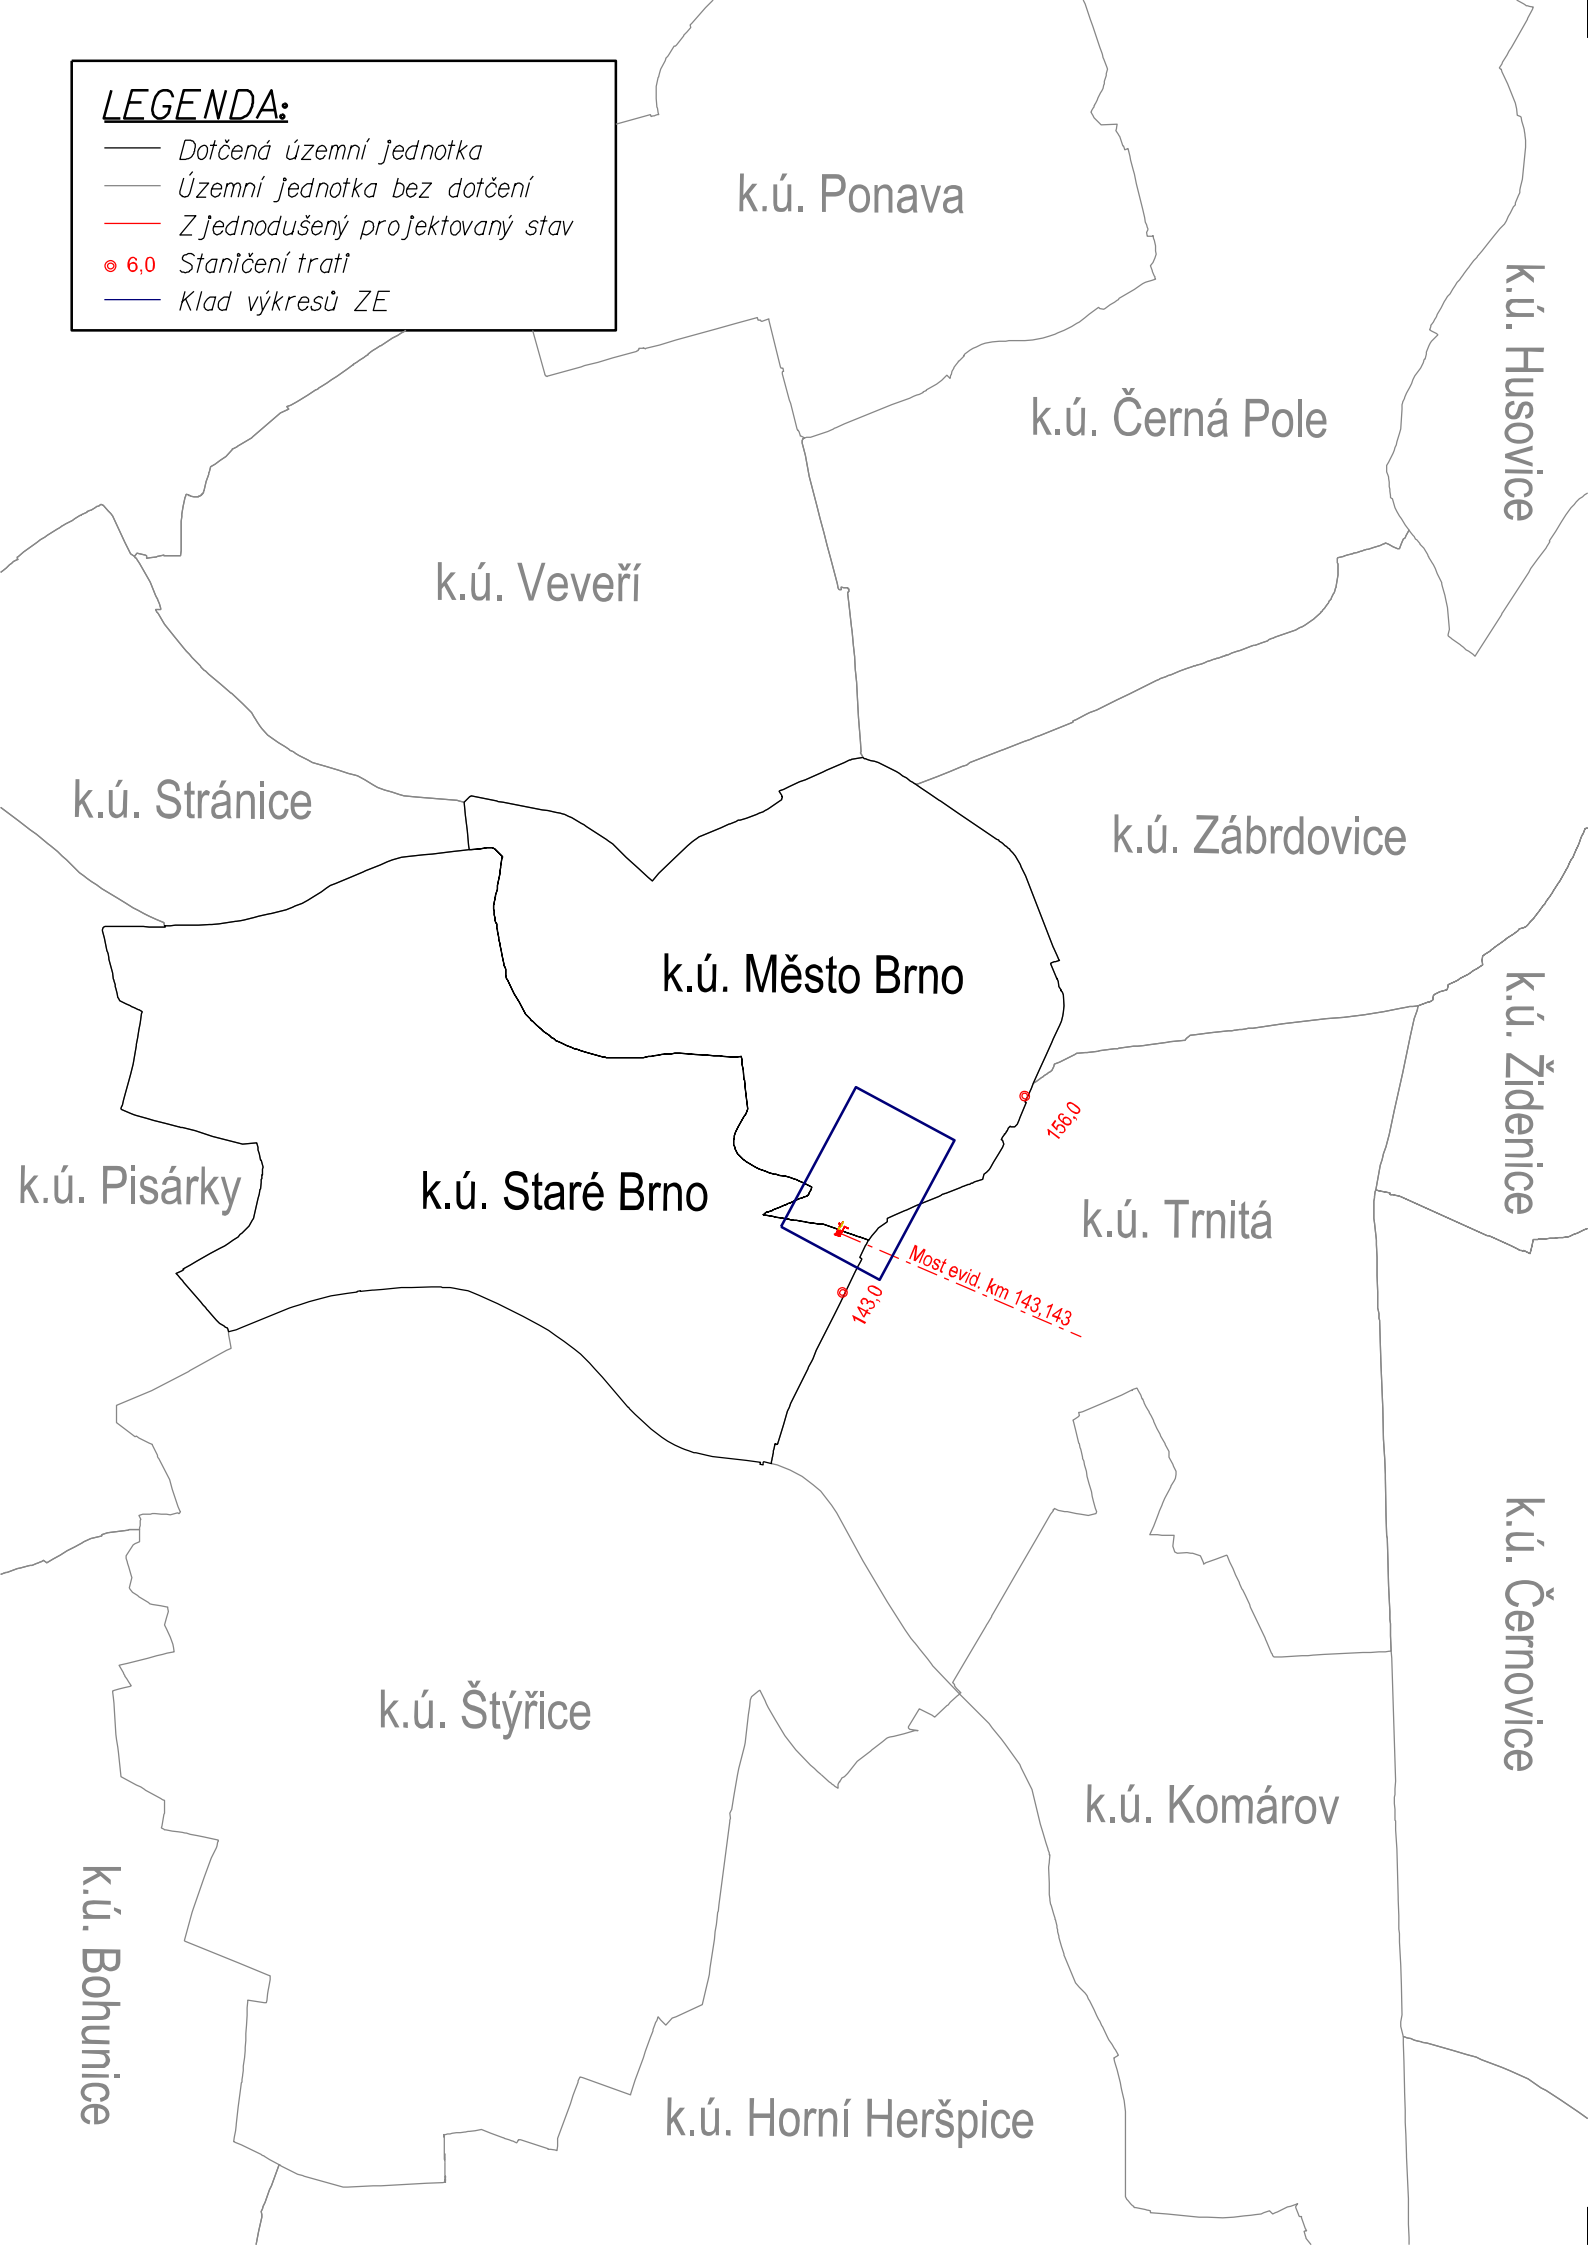 LEGENDA:
Dotčená územní jednotka
Územní jednotka bez dotčení
Zjednodušený projektovaný stav
6,0 Staničení trati
Klad výkresů ZE
k.ú. Ponava
k.ú. Husovice
k.ú. Černá Pole
k.ú. Veveří
k.ú. Stránice
k.ú. Zábrdovice
k.ú. Město Brno
k.ú. Židenice
156,0
k.ú. Pisárky
k.ú. Staré Brno
k.ú. Trnitá
Most evid. km 143,143
143,0
k.ú. Černovice
k.ú. Štýřice
k.ú. Komárov
k.ú. Bohunice
k.ú. Horní Heršpice